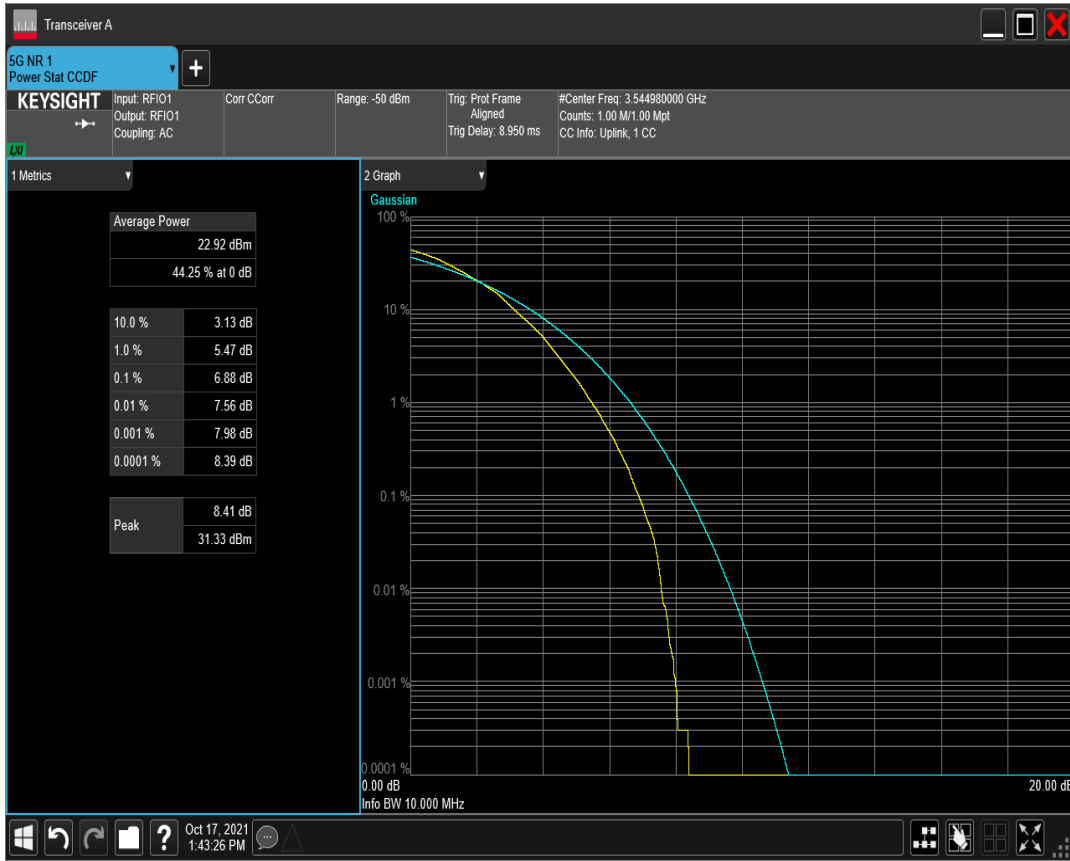 Transceiver A
5G NR 1
Power Stat CCDF
KEYSIGHT
LXI
Input: RFIO1
Output: RFIO1
Coupling: AC
Corr CCorr
Range: -50 dBm
Trig: Prot Frame
Aligned
Trig Delay: 8.950 ms
#Center Freq: 3.544980000 GHz
Counts: 1.00 M/1.00 Mpt
CC Info: Uplink, 1 CC
1 Metrics
Average Power
22.92 dBm
44.25 % at 0 dB
10.0 % 3.13 dB
1.0 % 5.47 dB
0.1 % 6.88 dB
0.01 % 7.56 dB
0.001 % 7.98 dB
0.0001 % 8.39 dB
Peak
8.41 dB
31.33 dBm
2 Graph
Gaussian
100 %
10 %
1 %
0.1 %
0.01 %
0.001 %
0.0001 %
0.00 dB 20.00 dB
Info BW 10.000 MHz
?
Oct 17, 2021
1:43:26 PM